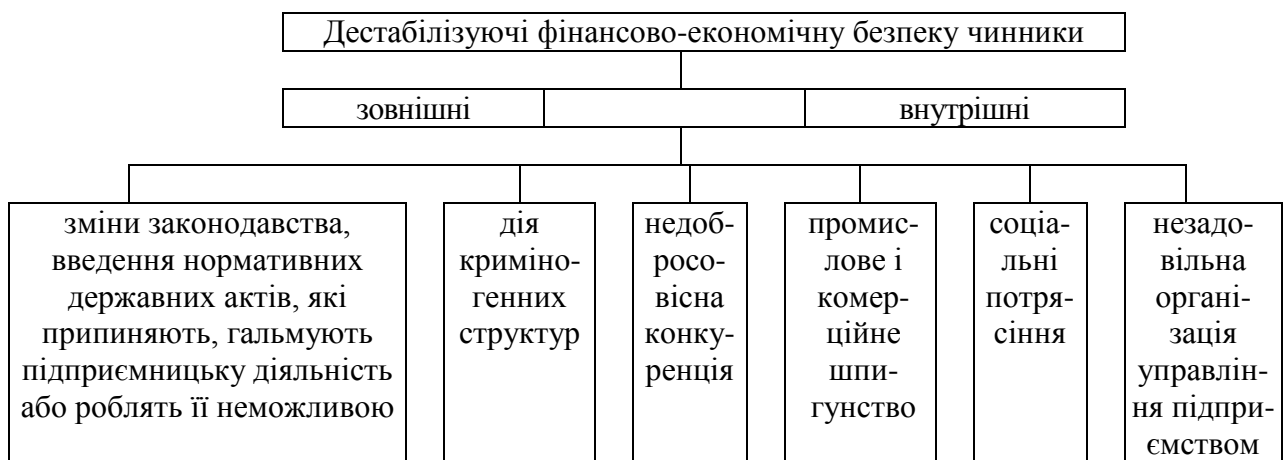 Дестабілізуючі фінансово-економічну безпеку чинники
зовнішні
внутрішні
зміни законодавства,
введення нормативних
державних актів, які
припиняють, гальмують
підприємницьку діяльність
або роблять її неможливою
дія
криміно-
генних
структур
недоб-
росо-
вісна
конку-
ренція
промис-
лове і
комер-
ційне
шпи-
гунство
соціа-
льні
потря-
сіння
незадо-
вільна
органі-
зація
управлін-
ня підпри-
ємством